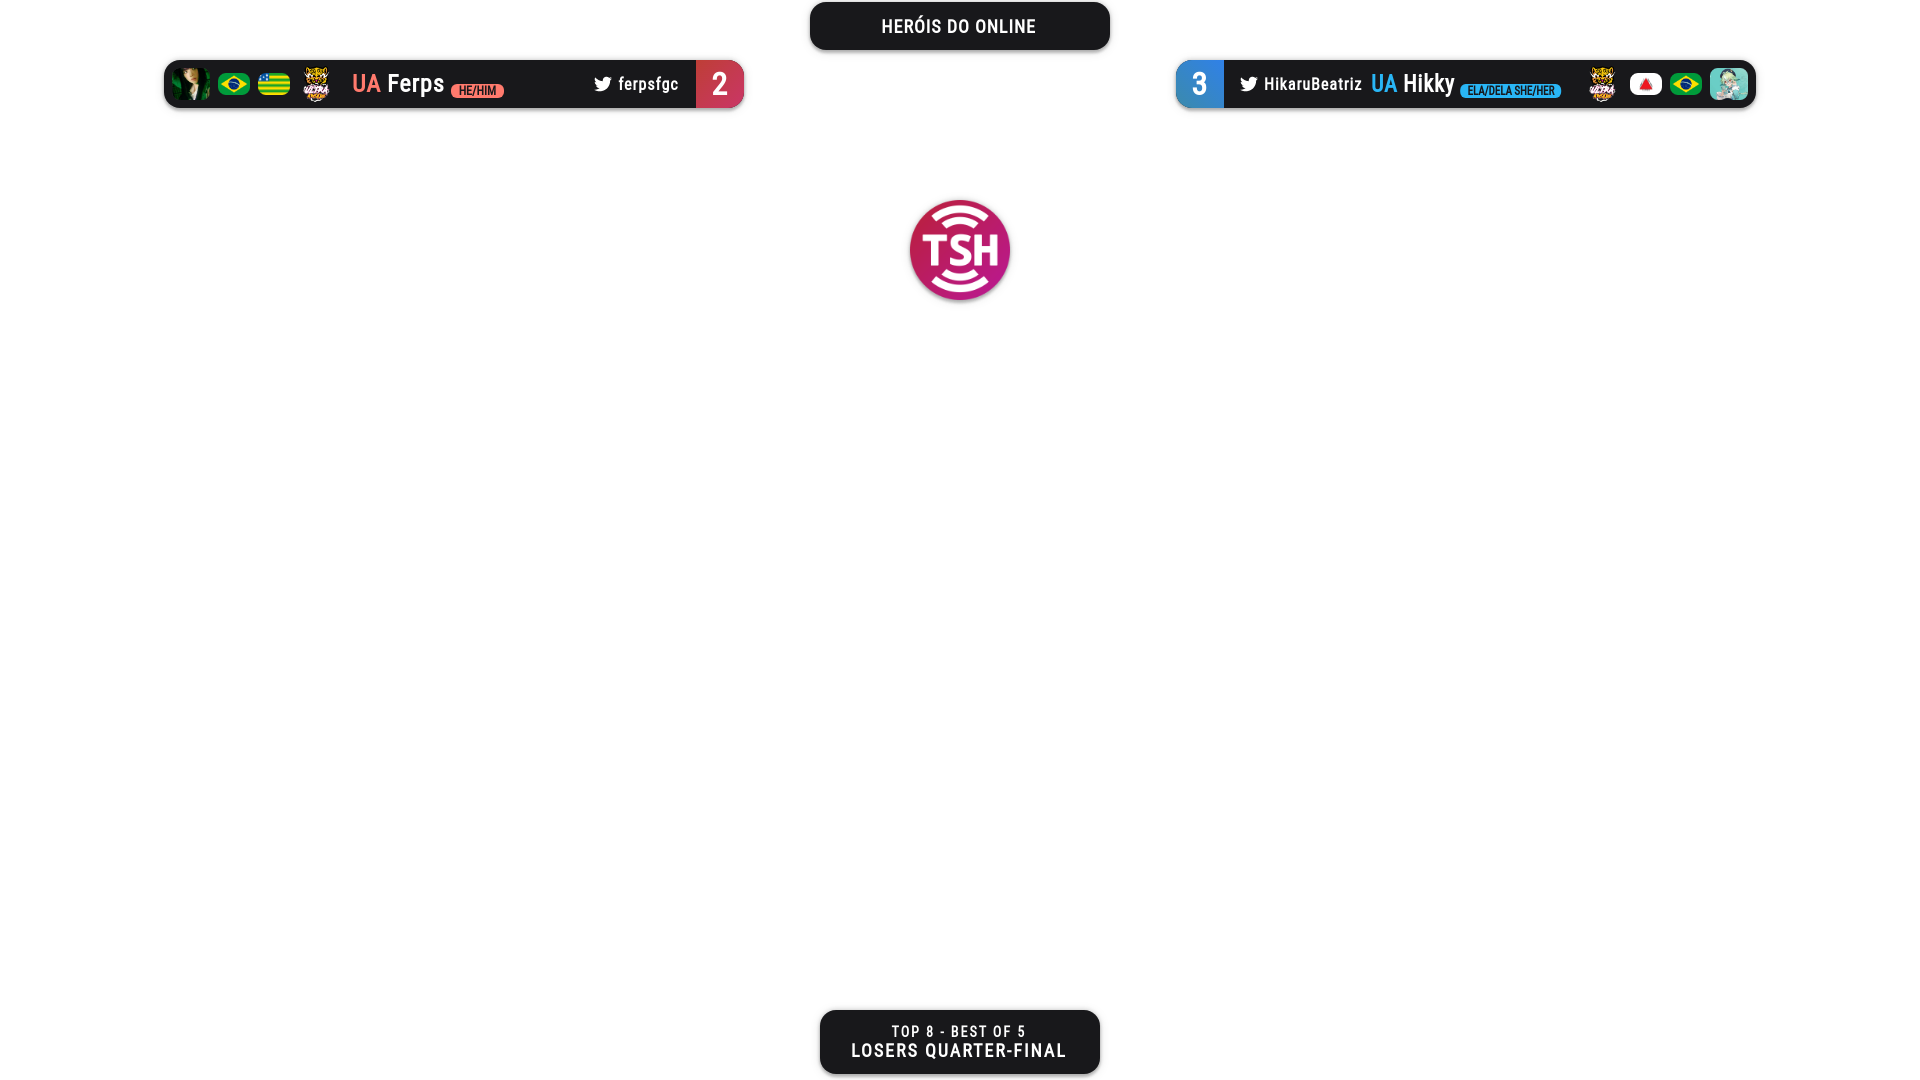 HERÓIS DO ONLINE
UA Ferps HE/HIM ferpsfgc 2
3 HikaruBeatriz UA Hikky ELA/DELA SHE/HER
TSH
TOP 8 - BEST OF 5
LOSERS QUARTER-FINAL